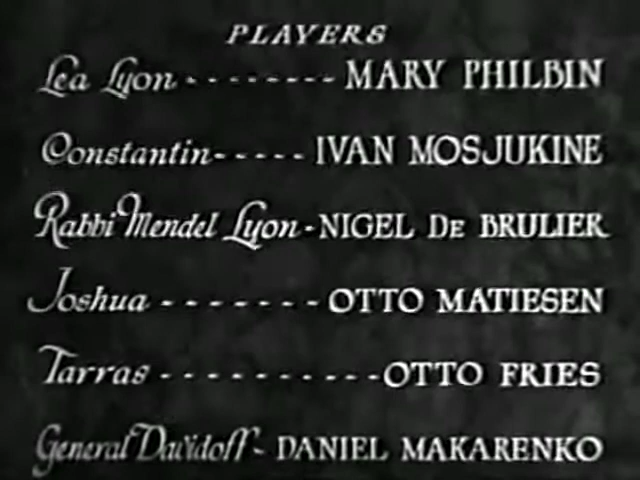 PLAYERS
Lea Lyon - - - - - - - - MARY PHILBIN
Constantin - - - - - IVAN MOSJUKINE
Rabbi Mendel Lyon - NIGEL DE BRULIER
Joshua - - - - - - - OTTO MATIESEN
Tarras - - - - - - - - - - - OTTO FRIES
General Davidoff - DANIEL MAKARENKO